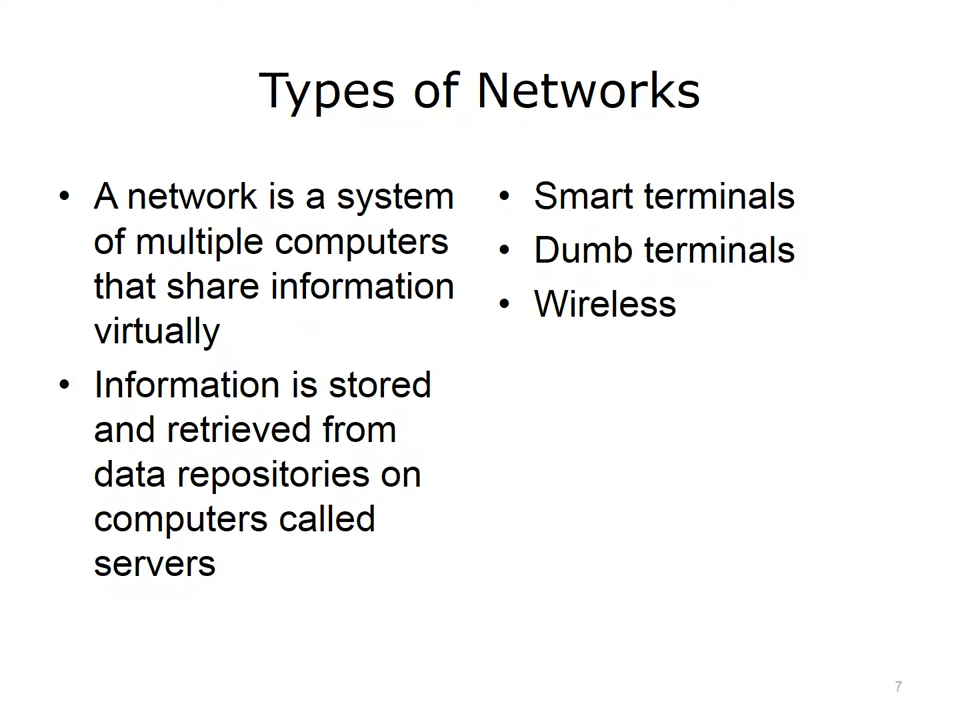 Types of Networks
• A network is a system
of multiple computers
that share information
virtually
• Information is stored
and retrieved from
data repositories on
computers called
servers
• Smart terminals
• Dumb terminals
• Wireless
7